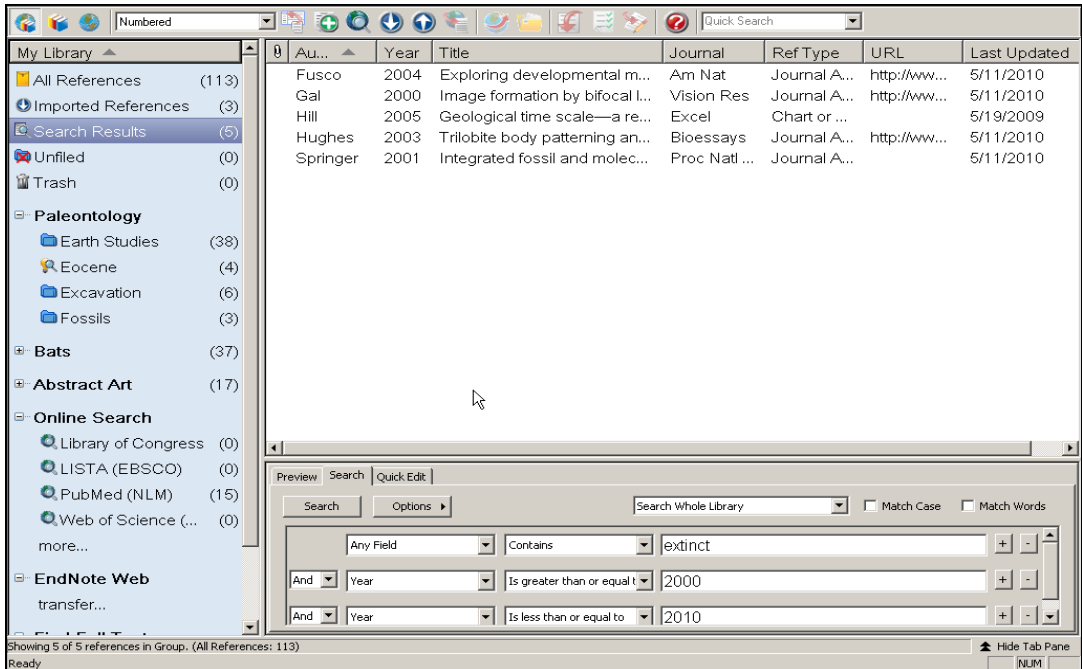 Numbered Quick Search
My Library
All References (113)
Imported References (3)
Search Results (5)
Unfiled (0)
Trash (0)
Paleontology
Earth Studies (38)
Eocene (4)
Excavation (6)
Fossils (3)
Bats (37)
Abstract Art (17)
Online Search
Library of Congress (0)
LISTA (EBSCO) (0)
PubMed (NLM) (15)
Web of Science (... (0)
more...
EndNote Web
transfer...
Au... Year Title Journal Ref Type URL Last Updated
Fusco 2004 Exploring developmental m... Am Nat Journal A... http://ww... 5/11/2010
Gal 2000 Image formation by bifocal l... Vision Res Journal A... http://ww... 5/11/2010
Hill 2005 Geological time scale—a re... Excel Chart or ... 5/19/2009
Hughes 2003 Trilobite body patterning an... Bioessays Journal A... http://ww... 5/11/2010
Springer 2001 Integrated fossil and molec... Proc Natl ... Journal A... 5/11/2010
Preview Search Quick Edit
Search Options Search Whole Library Match Case Match Words
Any Field Contains extinct + -
And Year Is greater than or equal t 2000 + -
And Year Is less than or equal to 2010 + -
Showing 5 of 5 references in Group. (All References: 113) Hide Tab Pane
Ready NUM